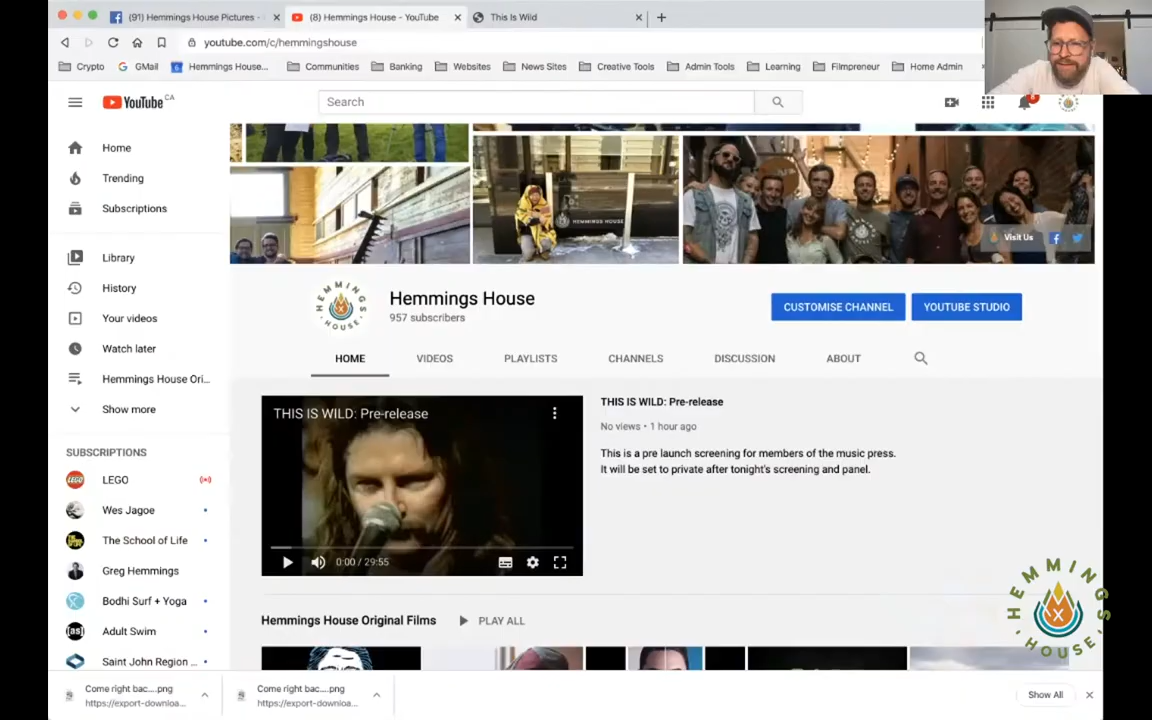 (91) Hemmings House Pictures -
(8) Hemmings House - YouTube
This Is Wild
youtube.com/c/hemmingshouse
Crypto
GMail
Hemmings House...
Communities
Banking
Websites
News Sites
Creative Tools
Admin Tools
Learning
Filmpreneur
Home Admin
YouTube CA
Search
8
Home
Trending
Subscriptions
Library
History
Your videos
Watch later
Hemmings House Ori...
Show more
SUBSCRIPTIONS
LEGO
Wes Jagoe
The School of Life
Greg Hemmings
Bodhi Surf + Yoga
Adult Swim
Saint John Region ...
HEMMINGS HOUSE
Visit Us
HEMMINGS HOUSE
Hemmings House
957 subscribers
CUSTOMISE CHANNEL
YOUTUBE STUDIO
HOME
VIDEOS
PLAYLISTS
CHANNELS
DISCUSSION
ABOUT
THIS IS WILD: Pre-release
0:00 / 29:55
THIS IS WILD: Pre-release
No views • 1 hour ago
This is a pre launch screening for members of the music press.
It will be set to private after tonight's screening and panel.
Hemmings House Original Films
PLAY ALL
HEMMINGS HOUSE
Come right bac....png
https://export-downloa...
Come right bac....png
https://export-downloa...
Show All